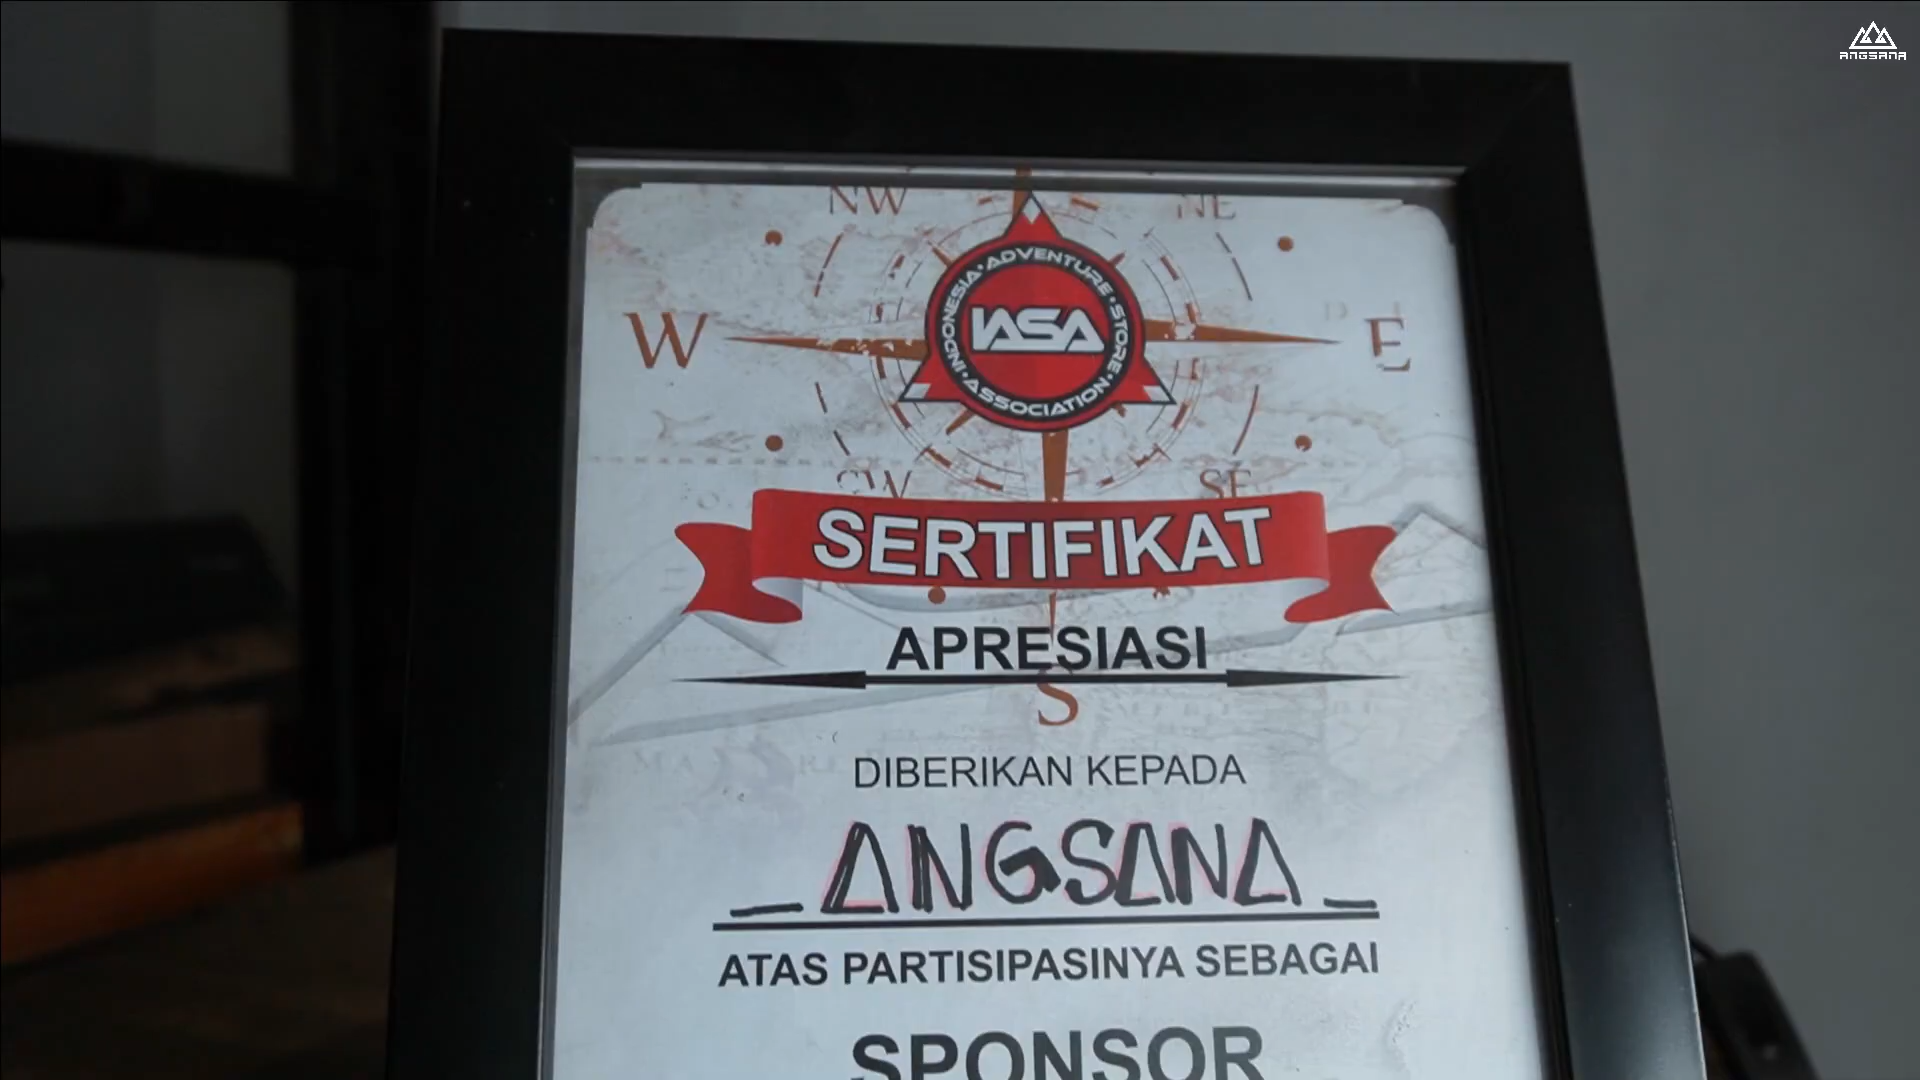 ANGSANA
NW NE
INDONESIA • ADVENTURE • STORE • ASSOCIATION
IASA
W E
SW SE
SERTIFIKAT
APRESIASI
S
DIBERIKAN KEPADA
ANGSANA
ATAS PARTISIPASINYA SEBAGAI
SPONSOR